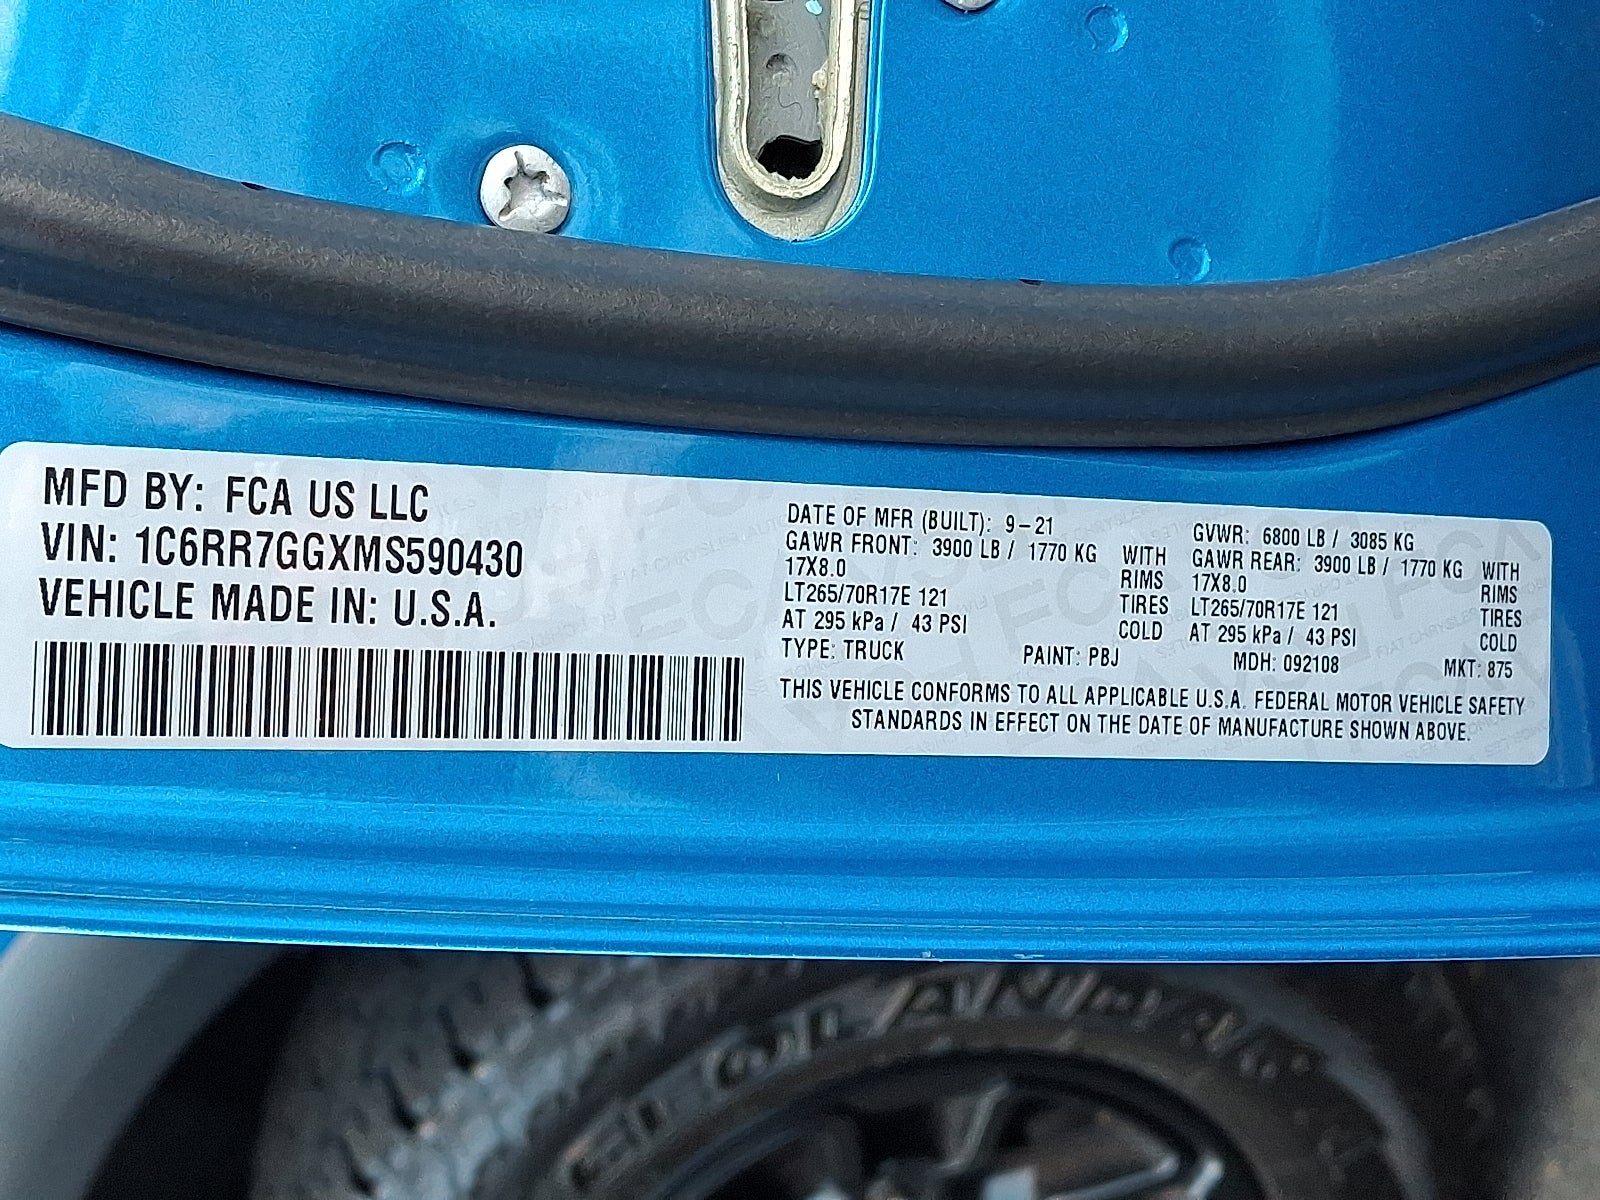 MFD BY: FCA US LLC
VIN: 1C6RR7GGXMS590430
VEHICLE MADE IN: U.S.A.
DATE OF MFR (BUILT): 9-21 GVWR: 6800 LB / 3085 KG
GAWR FRONT: 3900 LB / 1770 KG WITH GAWR REAR: 3900 LB / 1770 KG WITH
17X8.0 RIMS 17X8.0 RIMS
LT265/70R17E 121 TIRES LT265/70R17E 121 TIRES
AT 295 kPa / 43 PSI COLD AT 295 kPa / 43 PSI COLD
TYPE: TRUCK PAINT: PBJ MDH: 092108 MKT: 875
THIS VEHICLE CONFORMS TO ALL APPLICABLE U.S.A. FEDERAL MOTOR VEHICLE SAFETY
STANDARDS IN EFFECT ON THE DATE OF MANUFACTURE SHOWN ABOVE.